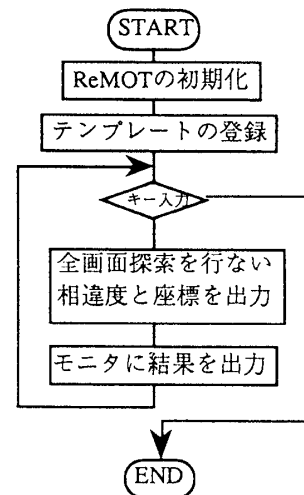 START
ReMOTの初期化
テンプレートの登録
キー入力
全画面探索を行ない
相違度と座標を出力
モニタに結果を出力
END